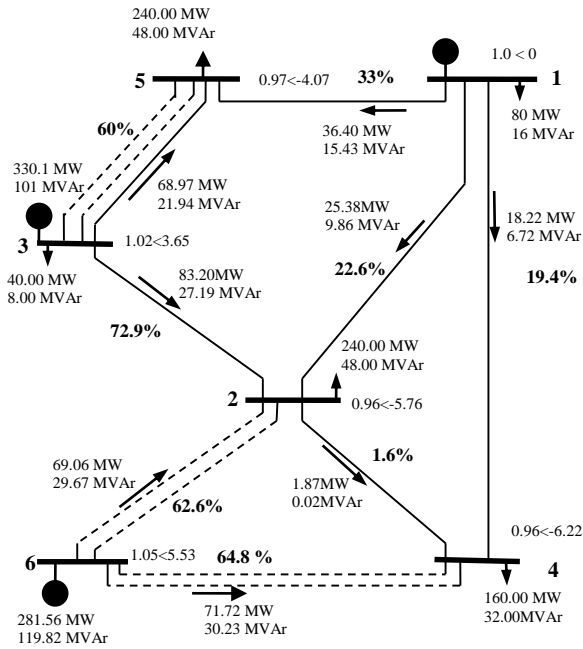 240.00 MW
48.00 MVAr
5
0.97<-4.07
33%
1.0 < 0
1
80 MW
16 MVAr
60%
36.40 MW
15.43 MVAr
330.1 MW
101 MVAr
68.97 MW
21.94 MVAr
25.38MW
9.86 MVAr
18.22 MW
6.72 MVAr
3
1.02<3.65
22.6%
19.4%
40.00 MW
8.00 MVAr
83.20MW
27.19 MVAr
72.9%
240.00 MW
48.00 MVAr
2
0.96<-5.76
69.06 MW
29.67 MVAr
1.6%
1.87MW
0.02MVAr
62.6%
0.96<-6.22
6
1.05<5.53
64.8 %
4
71.72 MW
30.23 MVAr
160.00 MW
32.00MVAr
281.56 MW
119.82 MVAr